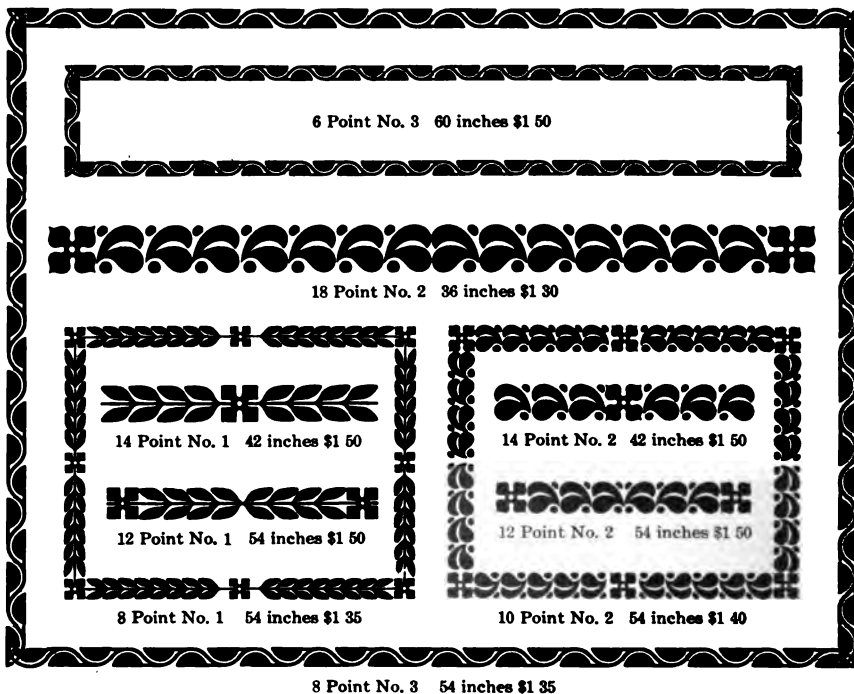 6 Point No. 3 60 inches $1 50
18 Point No. 2 36 inches $1 30
14 Point No. 1 42 inches $1 50
12 Point No. 1 54 inches $1 50
8 Point No. 1 54 inches $1 35
14 Point No. 2 42 inches $1 50
12 Point No. 2 54 inches $1 50
10 Point No. 2 54 inches $1 40
8 Point No. 3 54 inches $1 35